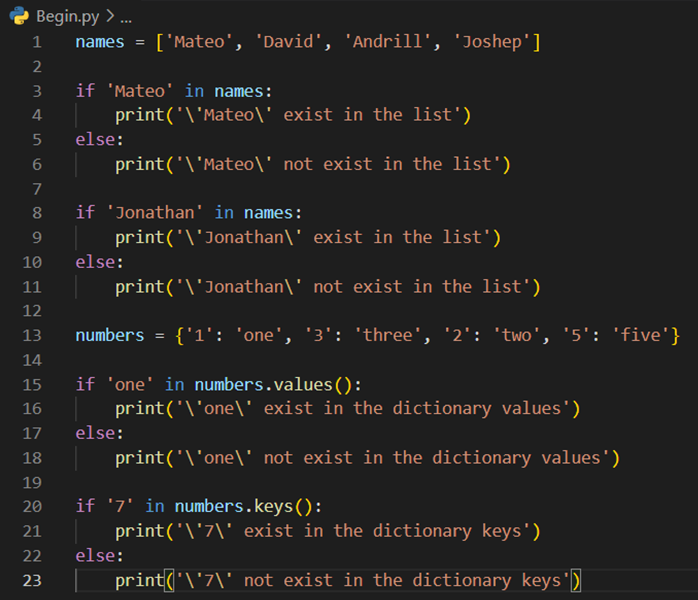 Begin.py > ...
1 names = ['Mateo', 'David', 'Andrill', 'Joshep']
2
3 if 'Mateo' in names:
4     print('\'Mateo\' exist in the list')
5 else:
6     print('\'Mateo\' not exist in the list')
7
8 if 'Jonathan' in names:
9     print('\'Jonathan\' exist in the list')
10 else:
11     print('\'Jonathan\' not exist in the list')
12
13 numbers = {'1': 'one', '3': 'three', '2': 'two', '5': 'five'}
14
15 if 'one' in numbers.values():
16     print('\'one\' exist in the dictionary values')
17 else:
18     print('\'one\' not exist in the dictionary values')
19
20 if '7' in numbers.keys():
21     print('\'7\' exist in the dictionary keys')
22 else:
23     print('\'7\' not exist in the dictionary keys')